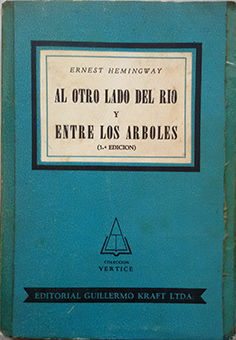 ERNEST HEMINGWAY
AL OTRO LADO DEL RIO
Y
ENTRE LOS ARBOLES
(3.ª EDICION)
COLECCION
VERTICE
EDITORIAL GUILLERMO KRAFT LTDA.